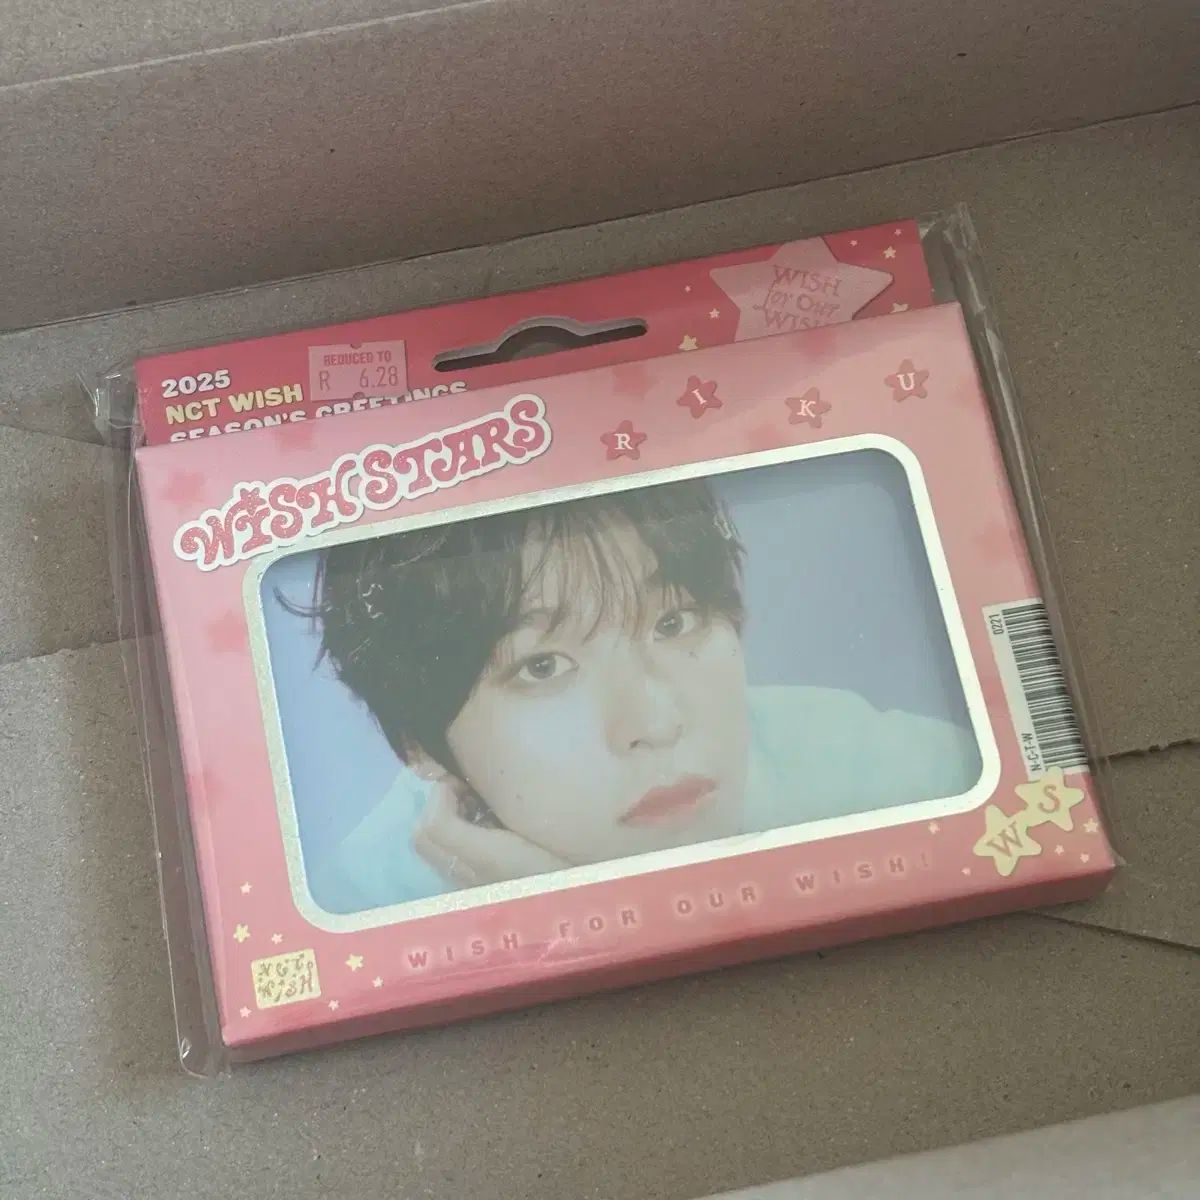 WISH
for Our
WISH
REDUCED TO
R 6.28
2025
NCT WISH
SEASON'S GREETINGS
WISH STARS
RIKU
0221
N-C-T-W
W S
WISH FOR OUR WISH!
NCT
WISH